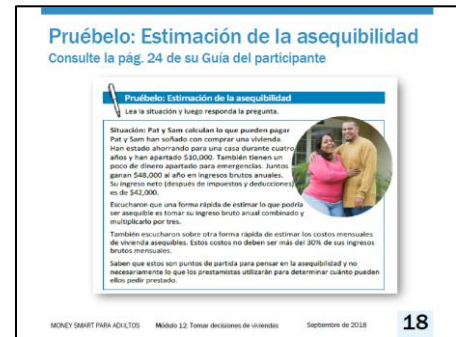 Pruébelo: Estimación de la asequibilidad
Consulte la pág. 24 de su Guía del participante
Pruébelo: Estimación de la asequibilidad
Lea la situación y luego responda la pregunta.
Situación: Pat y Sam calculan lo que pueden pagar
Pat y Sam han soñado con comprar una vivienda.
Han estado ahorrando para una casa durante cuatro
años y han apartado $10,000. También tienen un
poco de dinero apartado para emergencias. Juntos
ganan $48,000 al año en ingresos brutos anuales.
Su ingreso neto (después de impuestos y deducciones)
es de $42,000.
Escucharon que una forma rápida de estimar lo que podría
ser asequible es tomar su ingreso bruto anual combinado y
multiplicarlo por tres.
También escucharon sobre otra forma rápida de estimar los costos mensuales
de vivienda asequibles. Estos costos no deben ser más del 30% de sus ingresos
brutos mensuales.
Saben que estos son puntos de partida para pensar en la asequibilidad y no
necesariamente lo que los prestamistas utilizarán para determinar cuánto pueden
ellos pedir prestado.
MONEY SMART PARA ADULTOS Módulo 12: Tomar decisiones de viviendas Septiembre de 2018 18